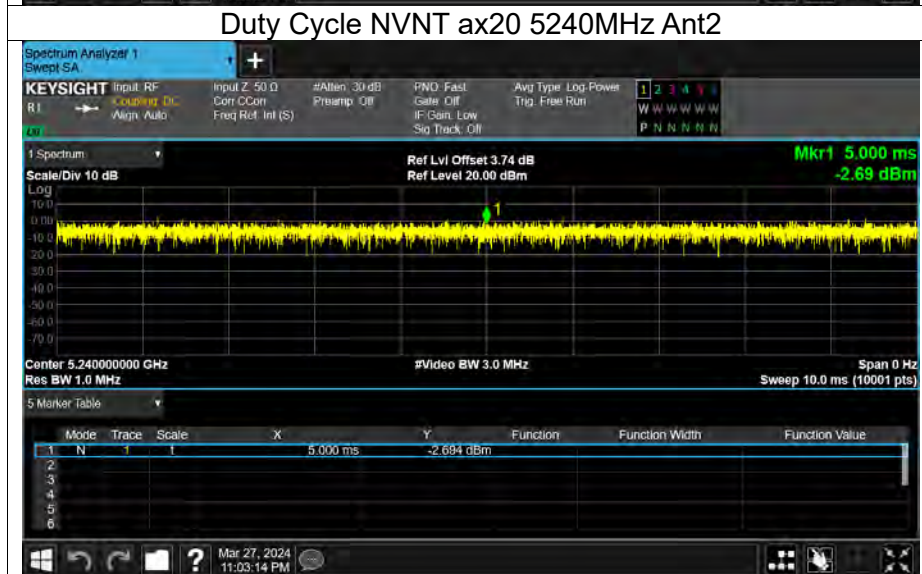 Duty Cycle NVNT ax20 5240MHz Ant2
Spectrum Analyzer 1
Swept SA
+
KEYSIGHT Input: RF Input Z: 50 Ω #Atten: 30 dB PNO: Fast Avg Type: Log-Power 1 2 3 4 5 6
R L Coupling: DC Corr CCorr Preamp: Off Gate: Off Trig: Free Run W W W W W W
Align: Auto Freq Ref: Int (S) IF Gain: Low
Sig Track: Off P N N N N N
1 Spectrum Ref Lvl Offset 3.74 dB Mkr1 5.000 ms
Scale/Div 10 dB Ref Level 20.00 dBm -2.69 dBm
Log
10.0
0.00
-10.0
-20.0
-30.0
-40.0
-50.0
-60.0
-70.0
1
Center 5.240000000 GHz #Video BW 3.0 MHz Span 0 Hz
Res BW 1.0 MHz Sweep 10.0 ms (10001 pts)
5 Marker Table
Mode Trace Scale X Y Function Function Width Function Value
1 N 1 t 5.000 ms -2.694 dBm
2
3
4
5
6
? Mar 27, 2024
11:03:14 PM